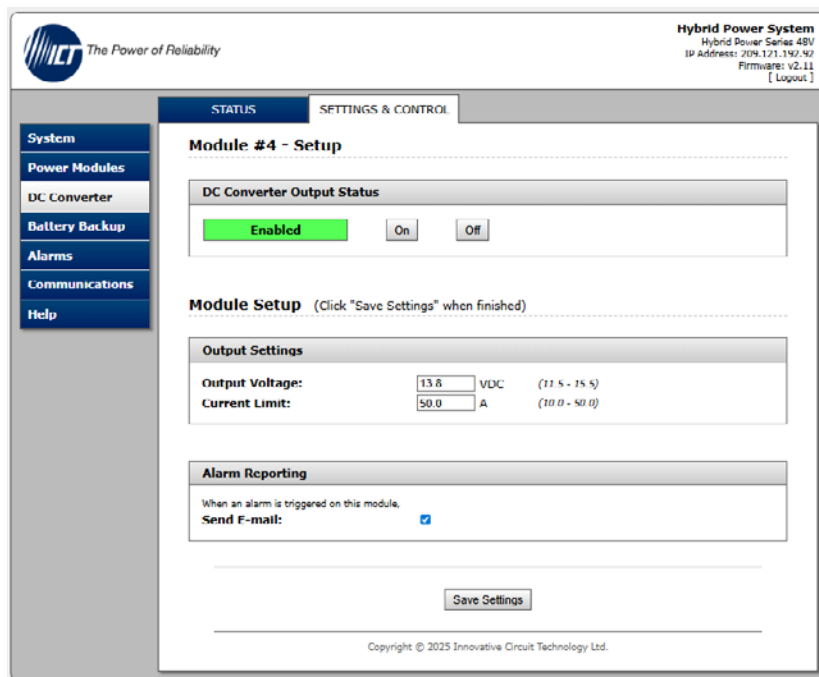 ICT The Power of Reliability
Hybrid Power System
Hybrid Power Series 48V
IP Address: 209.121.192.92
Firmware: v2.11
[ Logout ]
STATUS SETTINGS & CONTROL
System
Power Modules
DC Converter
Battery Backup
Alarms
Communications
Help
Module #4 - Setup
DC Converter Output Status
Enabled On Off
Module Setup (Click "Save Settings" when finished)
Output Settings
Output Voltage: 13.8 VDC (11.5 - 15.5)
Current Limit: 50.0 A (10.0 - 50.0)
Alarm Reporting
When an alarm is triggered on this module,
Send E-mail:
Save Settings
Copyright © 2025 Innovative Circuit Technology Ltd.